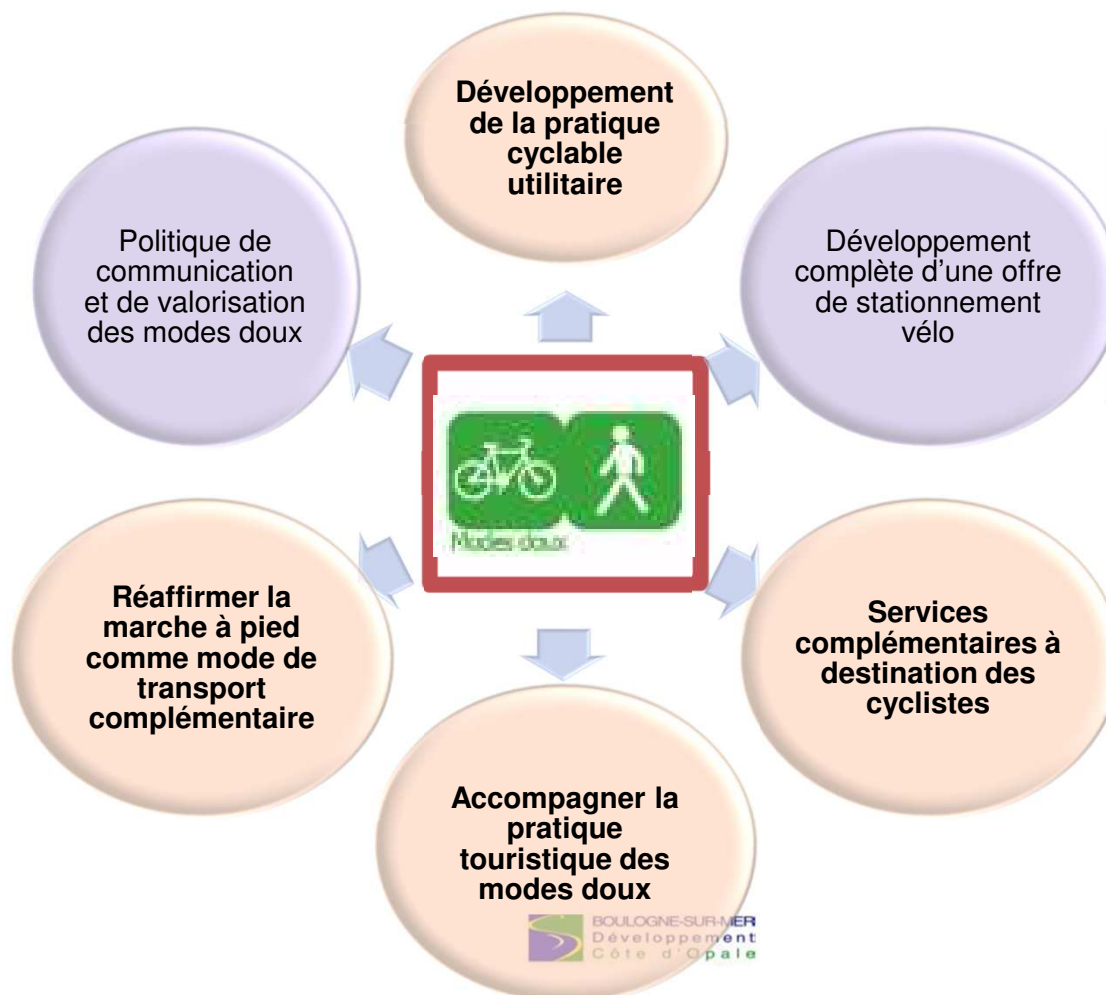 Développement
de la pratique
cyclable
utilitaire
Politique de
communication
et de valorisation
des modes doux
Développement
complète d'une offre
de stationnement
vélo
Modes doux
Réaffirmer la
marche à pied
comme mode de
transport
complémentaire
Services
complémentaires à
destination des
cyclistes
Accompagner la
pratique
touristique des
modes doux
BOULOGNE-SUR-MER
Développement
Côte d'Opale